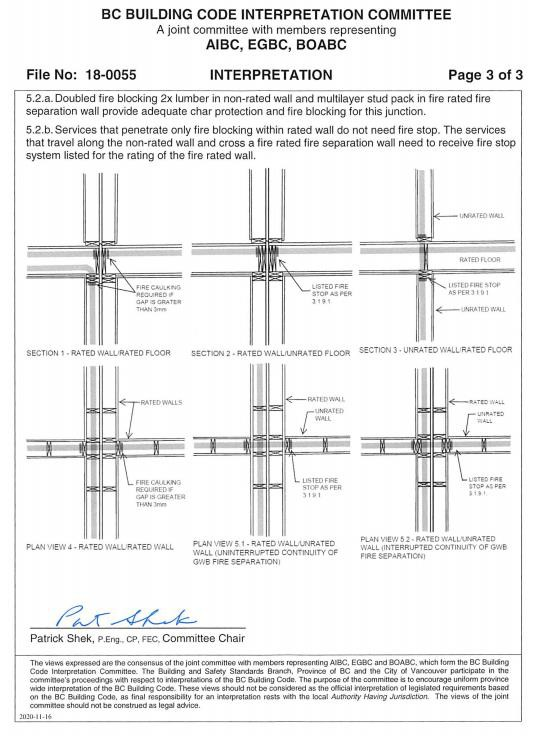 BC BUILDING CODE INTERPRETATION COMMITTEE
A joint committee with members representing
AIBC, EGBC, BOABC
File No: 18-0055 INTERPRETATION Page 3 of 3
5.2.a. Doubled fire blocking 2x lumber in non-rated wall and multilayer stud pack in fire rated fire
separation wall provide adequate char protection and fire blocking for this junction.
5.2.b. Services that penetrate only fire blocking within rated wall do not need fire stop. The services
that travel along the non-rated wall and cross a fire rated fire separation wall need to receive fire stop
system listed for the rating of the fire rated wall.
FIRE CAULKING
REQUIRED IF
GAP IS GRATER
THAN 3mm
SECTION 1 - RATED WALL/RATED FLOOR
LISTED FIRE
STOP AS PER
3.1.9.1.
SECTION 2 - RATED WALL/UNRATED FLOOR
UNRATED WALL
RATED FLOOR
LISTED FIRE STOP
AS PER 3.1.9.1.
UNRATED WALL
SECTION 3 - UNRATED WALL/RATED FLOOR
RATED WALLS
FIRE CAULKING
REQUIRED IF
GAP IS GREATER
THAN 3mm
PLAN VIEW 4 - RATED WALL/RATED WALL
RATED WALL
UNRATED
WALL
LISTED FIRE
STOP AS PER
3.1.9.1.
PLAN VIEW 5.1 - RATED WALL/UNRATED
WALL (UNINTERRUPTED CONTINUITY OF
GWB FIRE SEPARATION)
RATED WALL
UNRATED
WALL
LISTED FIRE
STOP AS PER
3.1.9.1.
PLAN VIEW 5.2 - RATED WALL/UNRATED
WALL (INTERRUPTED CONTINUITY OF GWB
FIRE SEPARATION)
Pat Shek
Patrick Shek, P.Eng., CP, FEC, Committee Chair
The views expressed are the consensus of the joint committee with members representing AIBC, EGBC and BOABC, which form the BC Building
Code Interpretation Committee. The Building and Safety Standards Branch, Province of BC and the City of Vancouver participate in the
committee's proceedings with respect to interpretations of the BC Building Code. The purpose of the committee is to encourage uniform province
wide interpretation of the BC Building Code. These views should not be considered as the official interpretation of legislated requirements based
on the BC Building Code, as final responsibility for an interpretation rests with the local Authority Having Jurisdiction. The views of the joint
committee should not be construed as legal advice.
2020-11-16